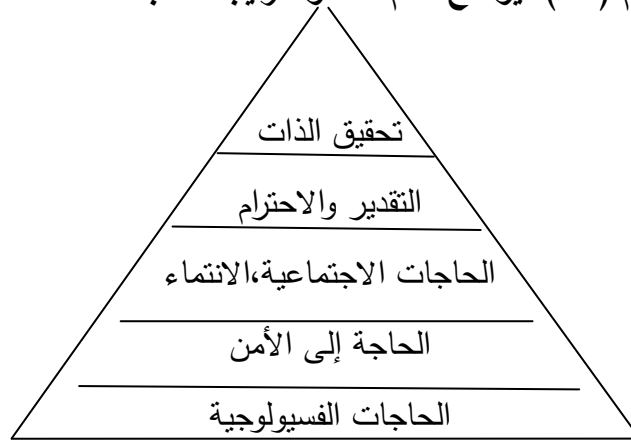 تحقيق الذات
التقدير والاحترام
الحاجات الاجتماعية،الانتماء
الحاجة إلى الأمن
الحاجات الفسيولوجية